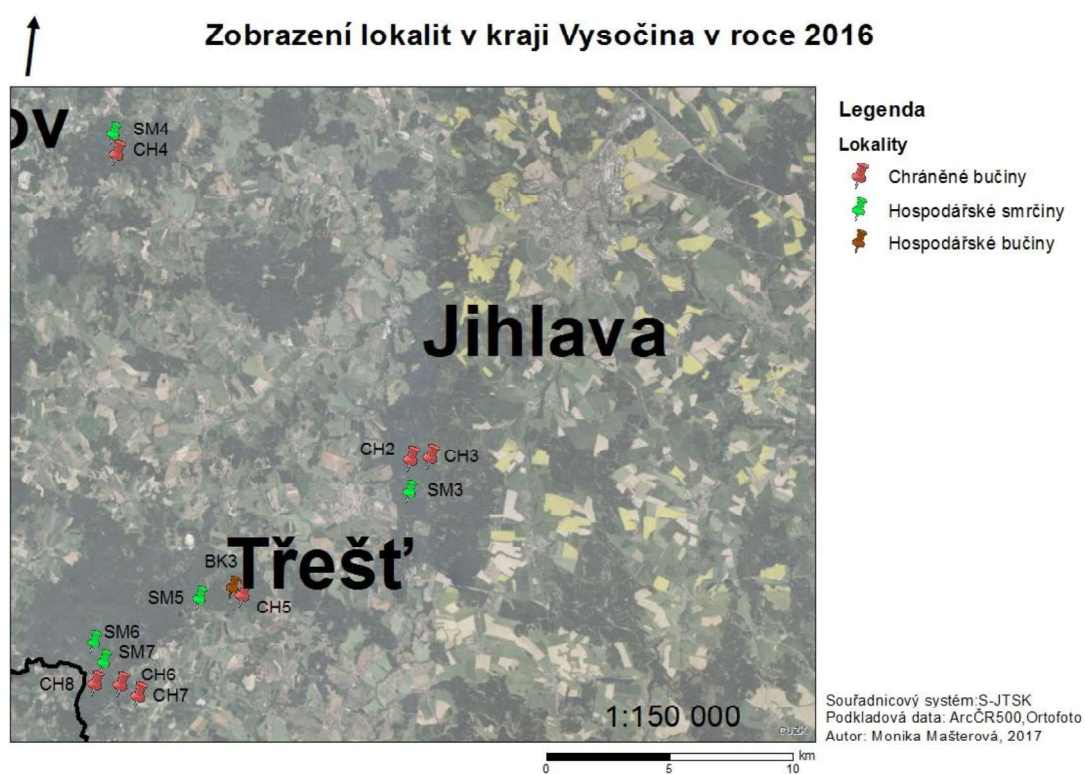 Zobrazení lokalit v kraji Vysočina v roce 2016
ov
SM4
CH4
Jihlava
CH2
CH3
SM3
Třešť
BK3
SM5
CH5
SM6
SM7
CH8
CH6
CH7
1:150 000
Legenda
Lokality
Chráněné bučiny
Hospodářské smrčiny
Hospodářské bučiny
Souřadnicový systém:S-JTSK
Podkladová data: ArcČR500,Ortofoto
Autor: Monika Mašterová, 2017
km
0 5 10